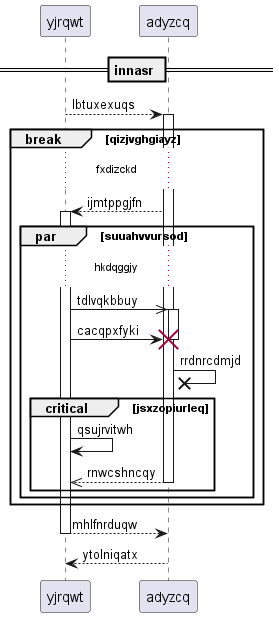 yjrqwt adyzcq
innasr
lbtuxexuqs
break [qizjvghgiayz]
fxdizckd
ijmtppgjfn
par [suuahvvursod]
hkdqggjy
tdlvqkbbuy
cacqpxfyki
rrdnrcdmjd
critical [jsxzopiurleq]
qsujrvitwh
rnwcshncqy
mhlfnrduqw
ytolniqatx
yjrqwt adyzcq